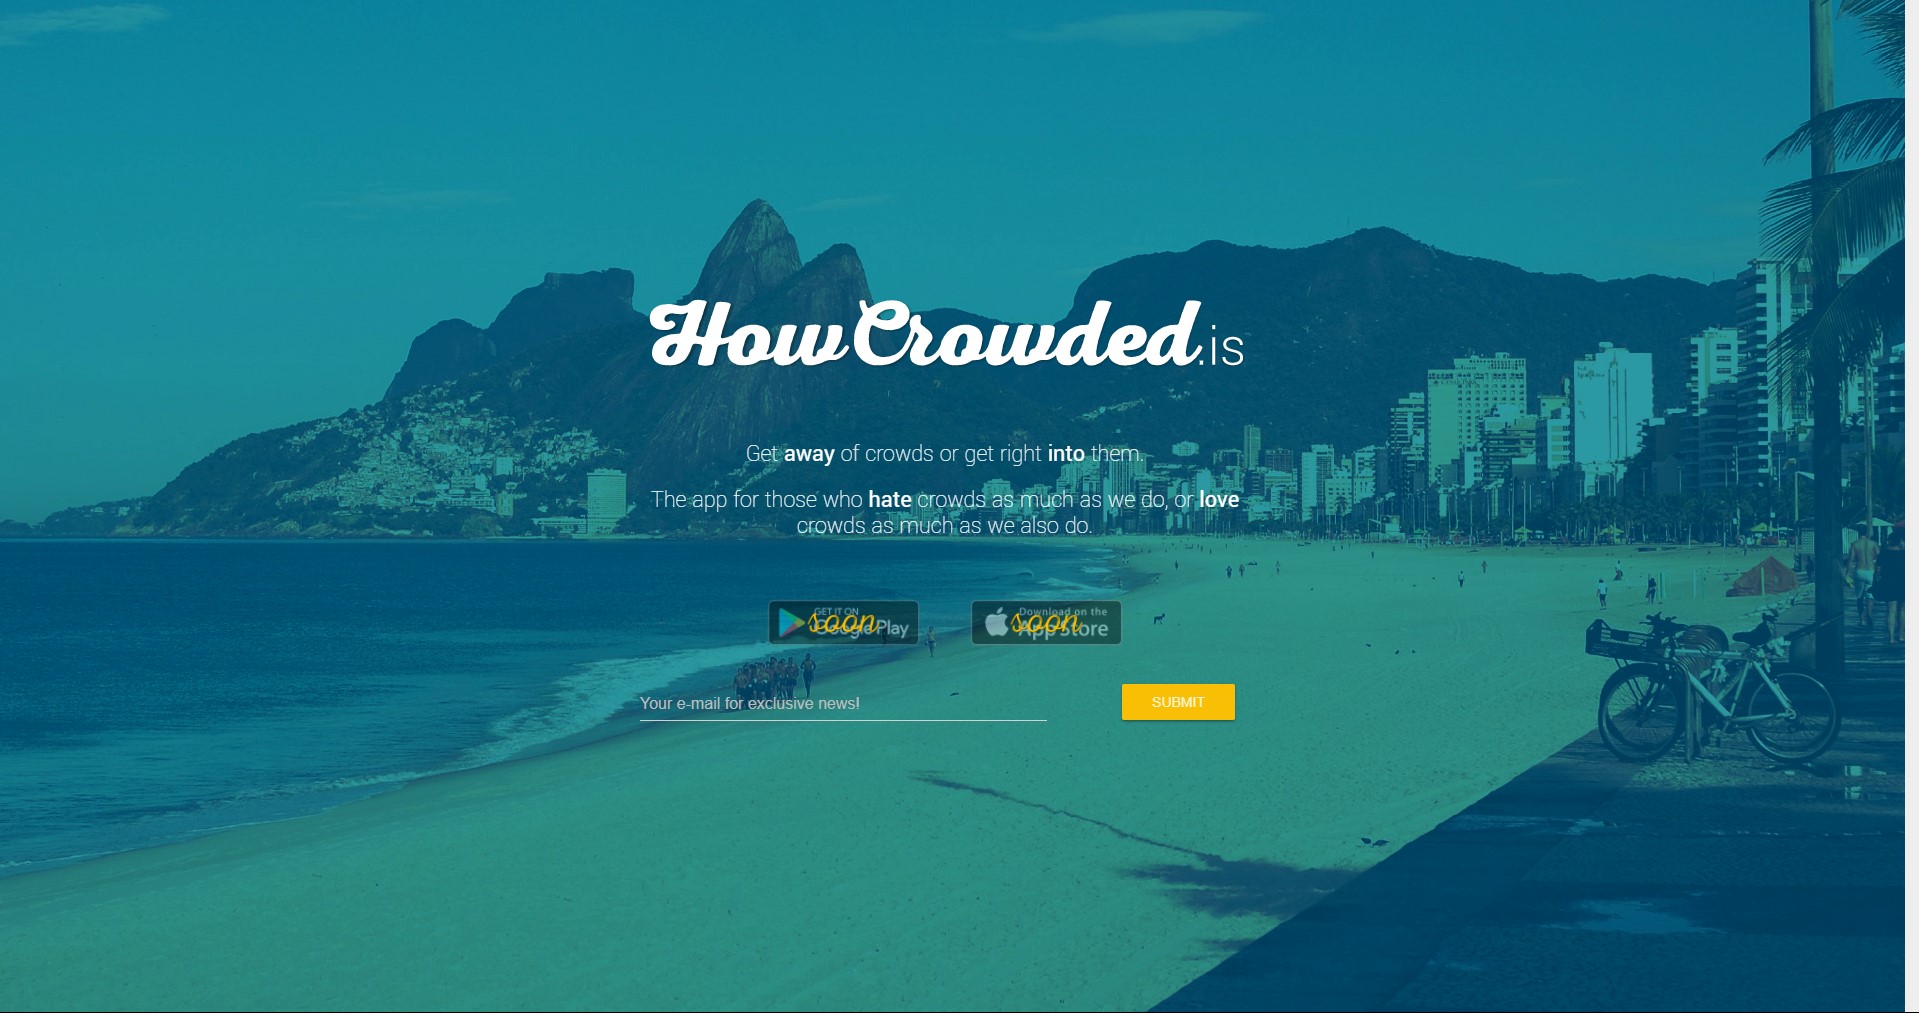 HowCrowded.is
Get away of crowds or get right into them.
The app for those who hate crowds as much as we do, or love
crowds as much as we also do.
GET IT ON
Google Play
soon
Download on the
App Store
soon
Your e-mail for exclusive news!
SUBMIT